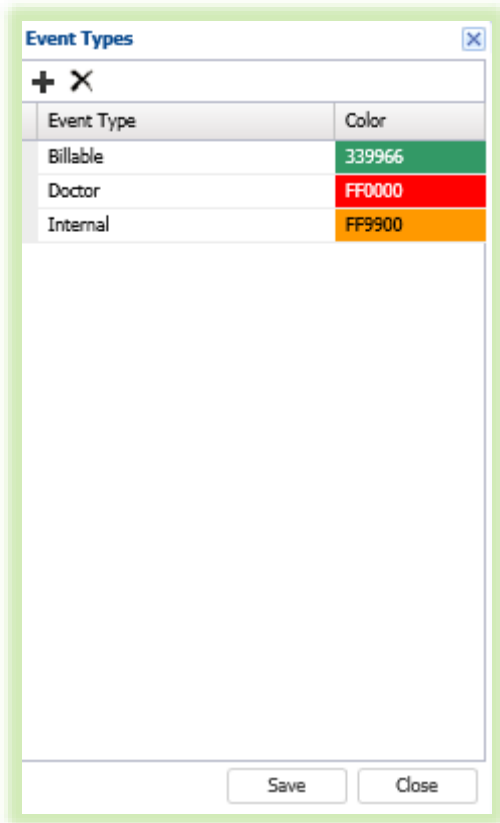 Event Types
Event Type Color
Billable 339966
Doctor FF0000
Internal FF9900
Save Close